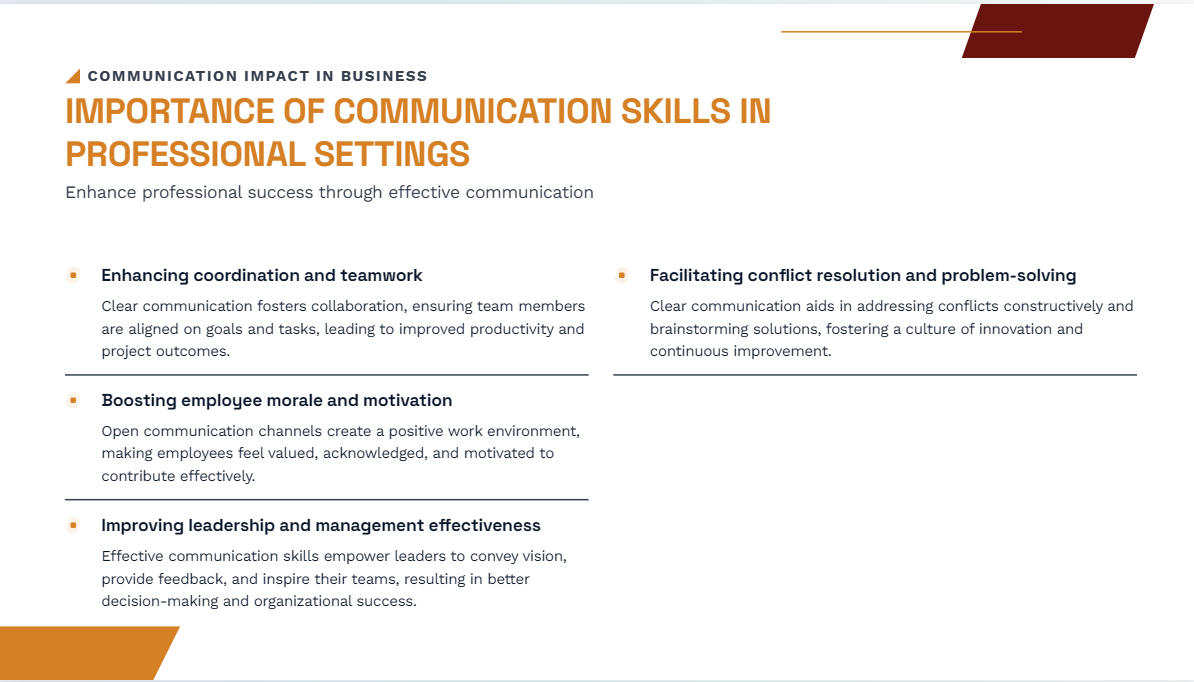 COMMUNICATION IMPACT IN BUSINESS
IMPORTANCE OF COMMUNICATION SKILLS IN
PROFESSIONAL SETTINGS
Enhance professional success through effective communication
Enhancing coordination and teamwork
Clear communication fosters collaboration, ensuring team members
are aligned on goals and tasks, leading to improved productivity and
project outcomes.
Boosting employee morale and motivation
Open communication channels create a positive work environment,
making employees feel valued, acknowledged, and motivated to
contribute effectively.
Improving leadership and management effectiveness
Effective communication skills empower leaders to convey vision,
provide feedback, and inspire their teams, resulting in better
decision-making and organizational success.
Facilitating conflict resolution and problem-solving
Clear communication aids in addressing conflicts constructively and
brainstorming solutions, fostering a culture of innovation and
continuous improvement.